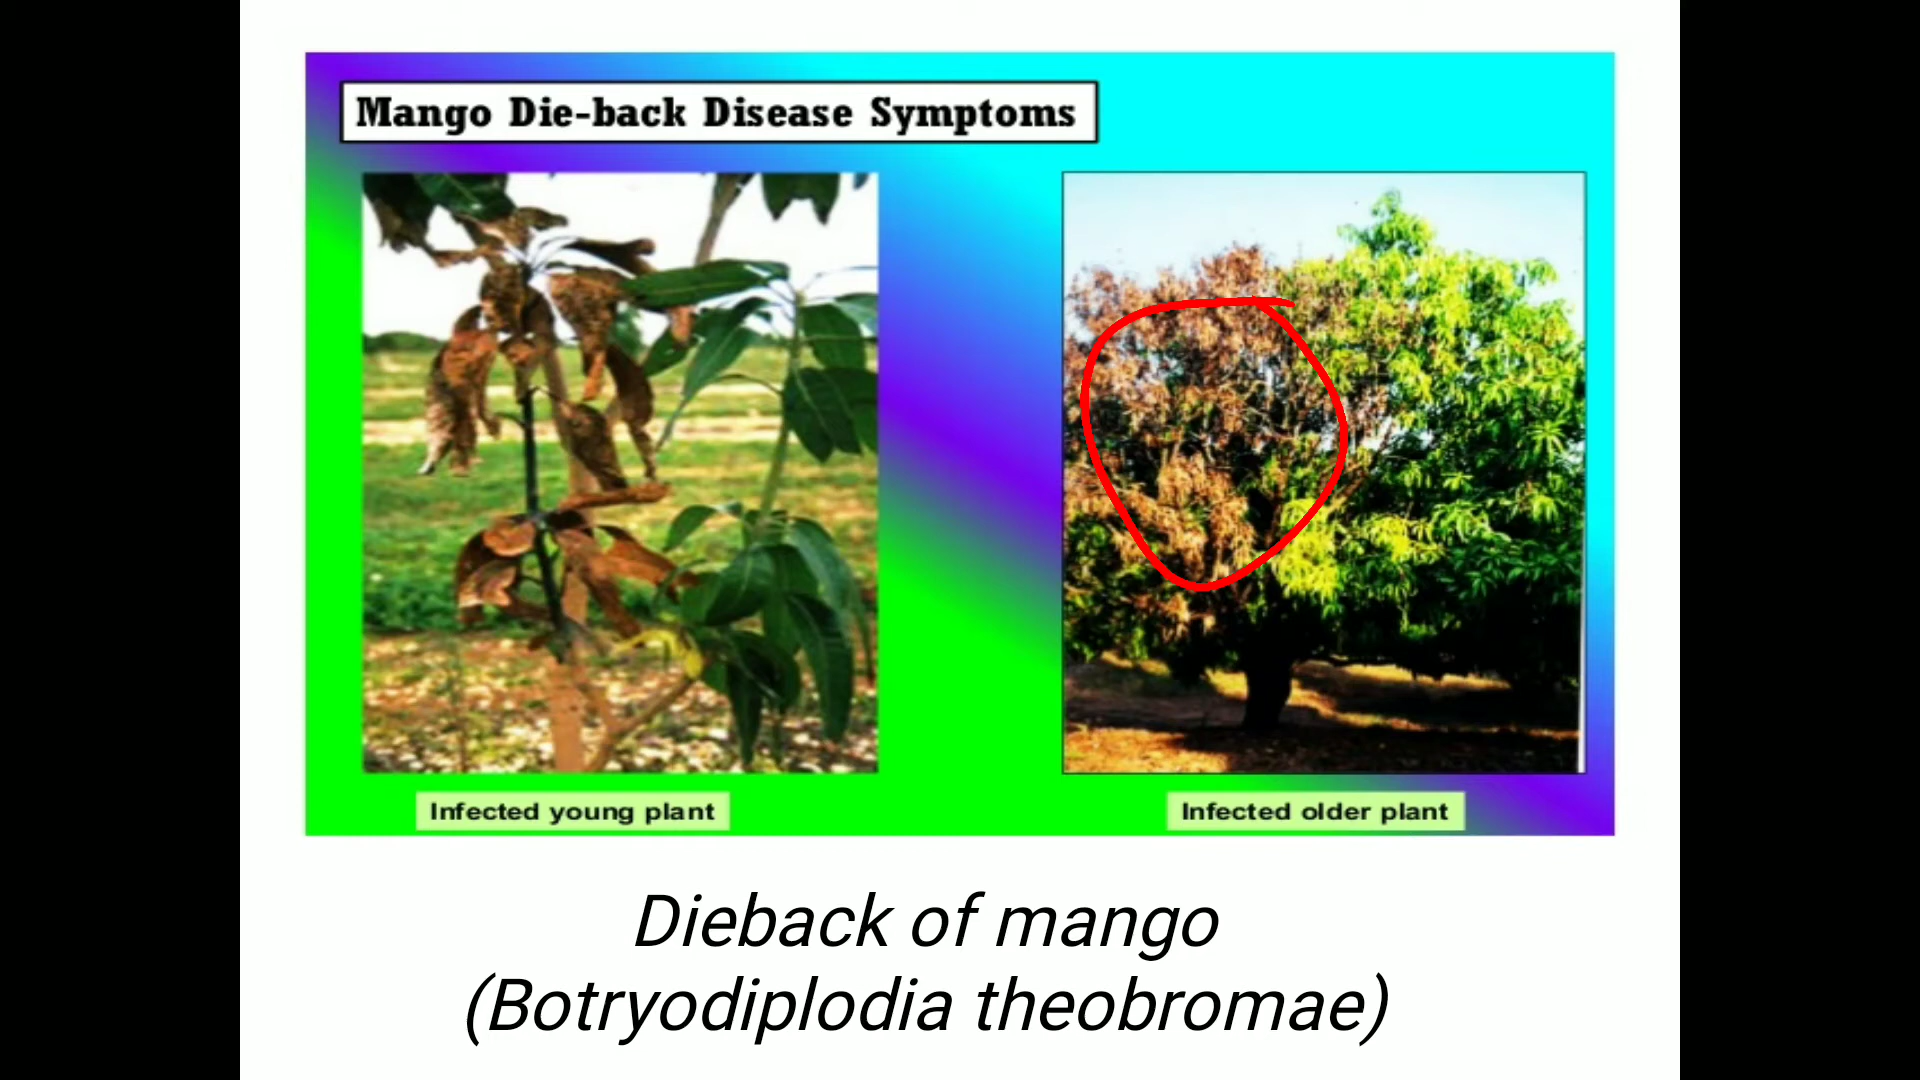 Mango Die-back Disease Symptoms
Infected young plant
Infected older plant
Dieback of mango
(Botryodiplodia theobromae)